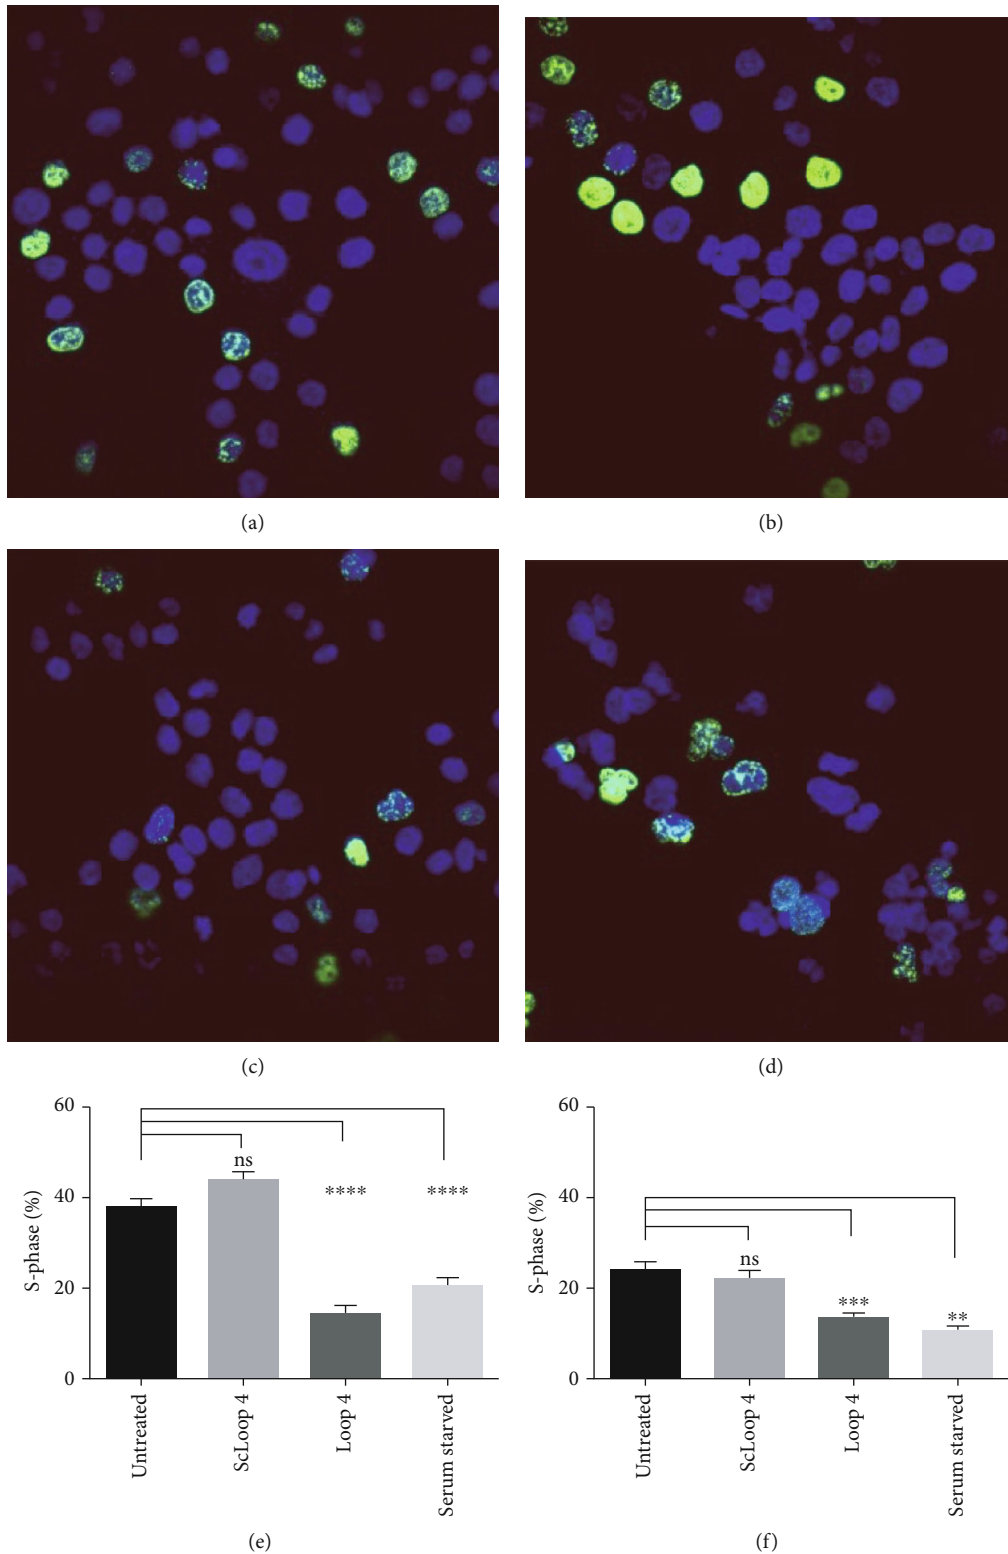 (a)
(b)
(c)
(d)
60
40
20
0
S-phase (%)
ns
****
****
Untreated
ScLoop 4
Loop 4
Serum starved
(e)
60
40
20
0
S-phase (%)
ns
***
**
Untreated
ScLoop 4
Loop 4
Serum starved
(f)